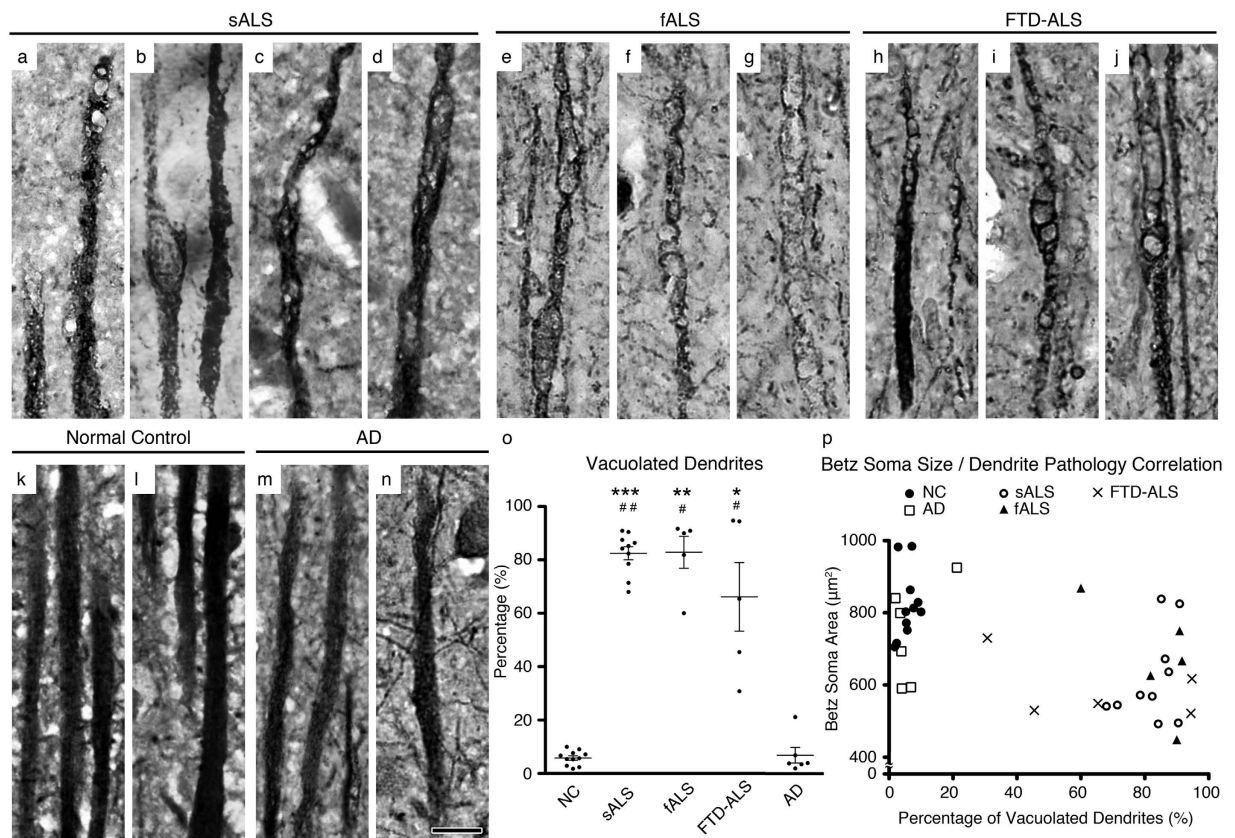 sALS
fALS
FTD-ALS
a
b
c
d
e
f
g
h
i
j
Normal Control
AD
k
l
m
n
o
Vacuolated Dendrites
***
##
**
#
*
#
100
80
60
40
20
0
Percentage (%)
NC
sALS
fALS
FTD-ALS
AD
p
Betz Soma Size / Dendrite Pathology Correlation
NC
sALS
FTD-ALS
AD
fALS
1000
800
600
400
0
Betz Soma Area (µm²)
0
20
40
60
80
100
Percentage of Vacuolated Dendrites (%)